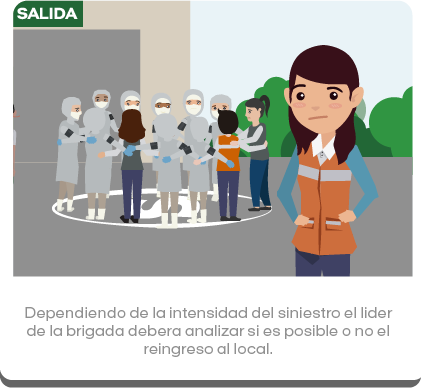 SALIDA
Dependiendo de la intensidad del siniestro el lider
de la brigada debera analizar si es posible o no el
reingreso al local.